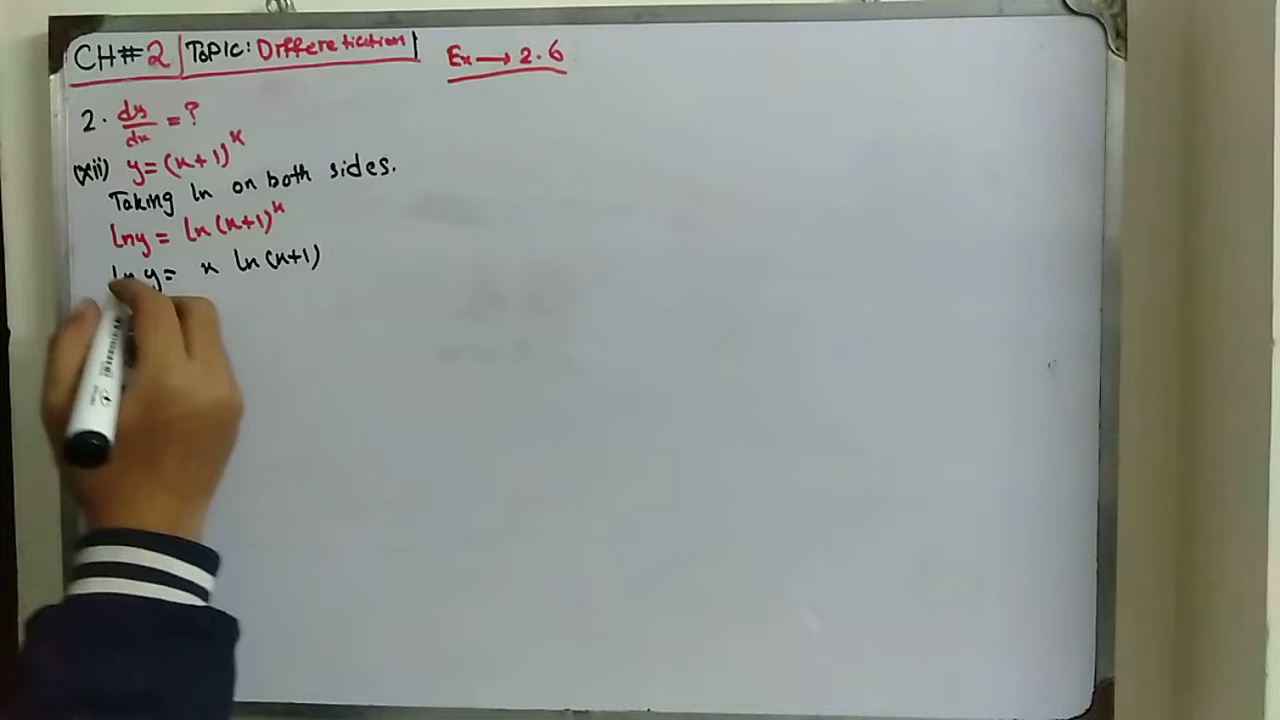 CH#2 | TOPIC: Differetiation | Ex → 2.6
2. dy/dx = ?
(xii) y=(x+1)^x
Taking ln on both sides.
lny = ln(x+1)^x
ln y = x ln(x+1)